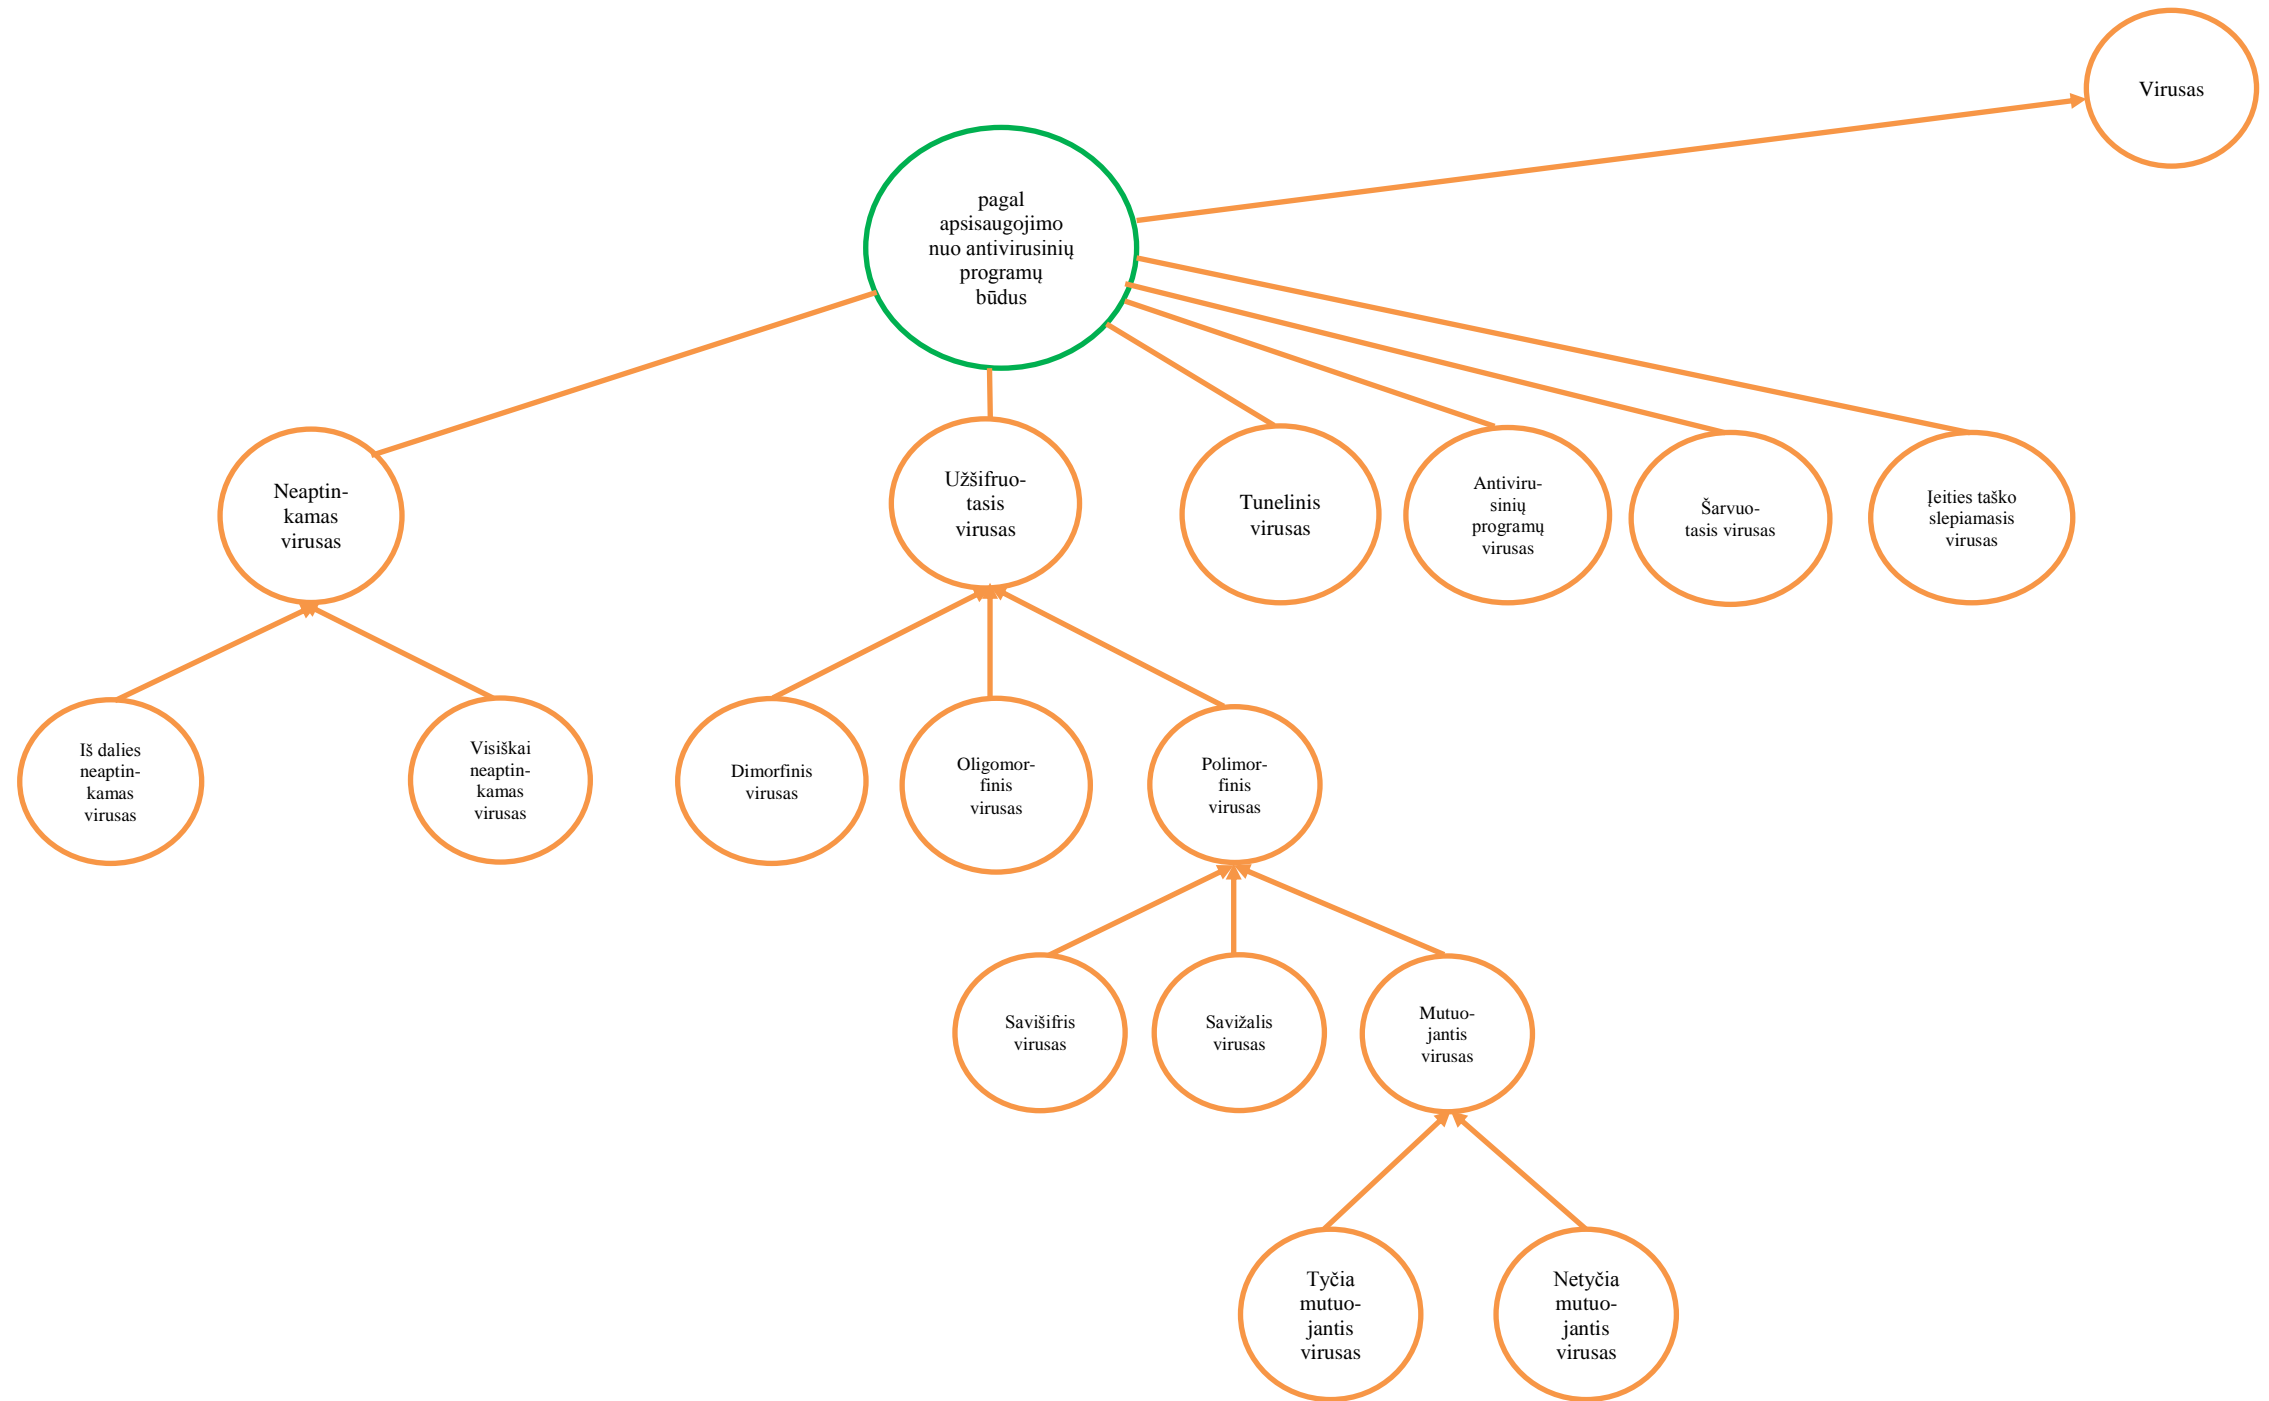 Virusas
pagal
apsisaugojimo
nuo antivirusinių
programų
būdus
Neaptin-
kamas
virusas
Užšifruo-
tasis
virusas
Tunelinis
virusas
Antiviru-
sinių
programų
virusas
Šarvuo-
tasis virusas
Įeities taško
slepiamasis
virusas
Iš dalies
neaptin-
kamas
virusas
Visiškai
neaptin-
kamas
virusas
Dimorfinis
virusas
Oligomor-
finis
virusas
Polimor-
finis
virusas
Savišifris
virusas
Savižalis
virusas
Mutuo-
jantis
virusas
Tyčia
mutuo-
jantis
virusas
Netyčia
mutuo-
jantis
virusas